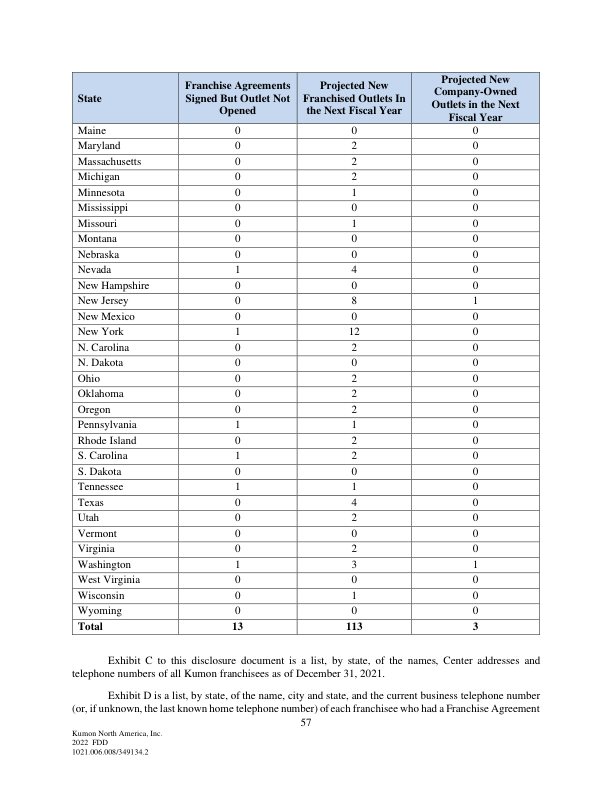 State
Franchise Agreements Signed But Outlet Not Opened
Projected New Franchised Outlets In the Next Fiscal Year
Projected New Company-Owned Outlets in the Next Fiscal Year
Maine 0 0 0
Maryland 0 2 0
Massachusetts 0 2 0
Michigan 0 2 0
Minnesota 0 1 0
Mississippi 0 0 0
Missouri 0 1 0
Montana 0 0 0
Nebraska 0 0 0
Nevada 1 4 0
New Hampshire 0 0 0
New Jersey 0 8 1
New Mexico 0 0 0
New York 1 12 0
N. Carolina 0 2 0
N. Dakota 0 0 0
Ohio 0 2 0
Oklahoma 0 2 0
Oregon 0 2 0
Pennsylvania 1 1 0
Rhode Island 0 2 0
S. Carolina 1 2 0
S. Dakota 0 0 0
Tennessee 1 1 0
Texas 0 4 0
Utah 0 2 0
Vermont 0 0 0
Virginia 0 2 0
Washington 1 3 1
West Virginia 0 0 0
Wisconsin 0 1 0
Wyoming 0 0 0
Total 13 113 3
Exhibit C to this disclosure document is a list, by state, of the names, Center addresses and
telephone numbers of all Kumon franchisees as of December 31, 2021.
Exhibit D is a list, by state, of the name, city and state, and the current business telephone number
(or, if unknown, the last known home telephone number) of each franchisee who had a Franchise Agreement
57
Kumon North America, Inc.
2022 FDD
1021.006.008/349134.2